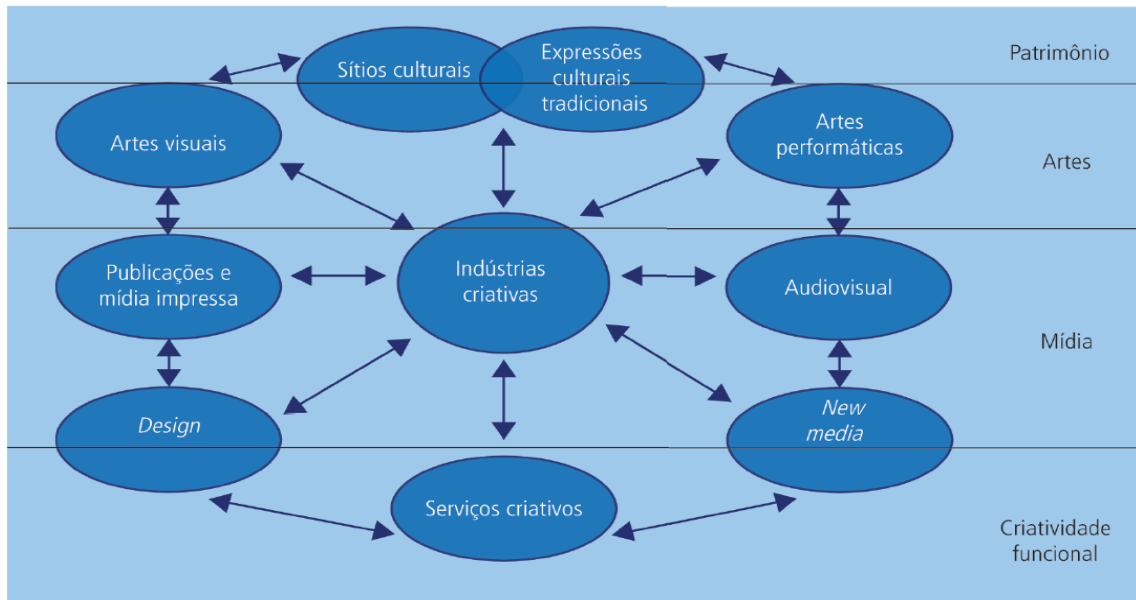 Sítios culturais
Expressões
culturais
tradicionais
Patrimônio
Artes visuais
Artes
performáticas
Artes
Publicações e
mídia impressa
Indústrias
criativas
Audiovisual
Mídia
Design
New
media
Serviços criativos
Criatividade
funcional